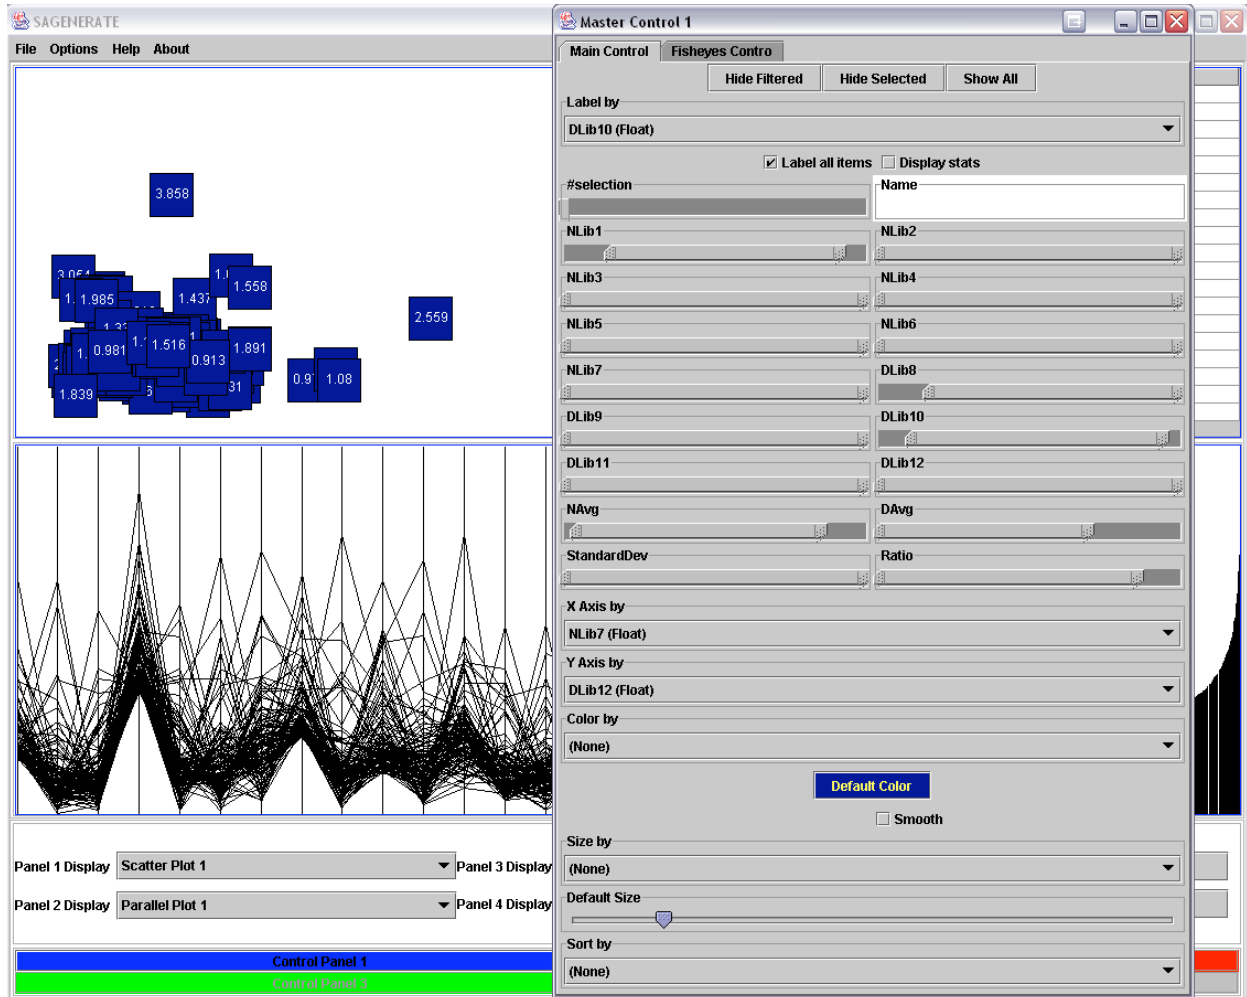 SAGENERATE
File Options Help About
3.858
1.558
1.985
1.437
2.559
0.981
1.516
1.891
0.913
1.08
1.839
Panel 1 Display Scatter Plot 1 Panel 3 Display
Panel 2 Display Parallel Plot 1 Panel 4 Display
Control Panel 1
Control Panel 3
Master Control 1
Main Control Fisheyes Contro
Hide Filtered Hide Selected Show All
Label by
DLib10 (Float)
Label all items Display stats
#selection Name
NLib1 NLib2
NLib3 NLib4
NLib5 NLib6
NLib7 DLib8
DLib9 DLib10
DLib11 DLib12
NAvg DAvg
StandardDev Ratio
X Axis by
NLib7 (Float)
Y Axis by
DLib12 (Float)
Color by
(None)
Default Color
Smooth
Size by
(None)
Default Size
Sort by
(None)